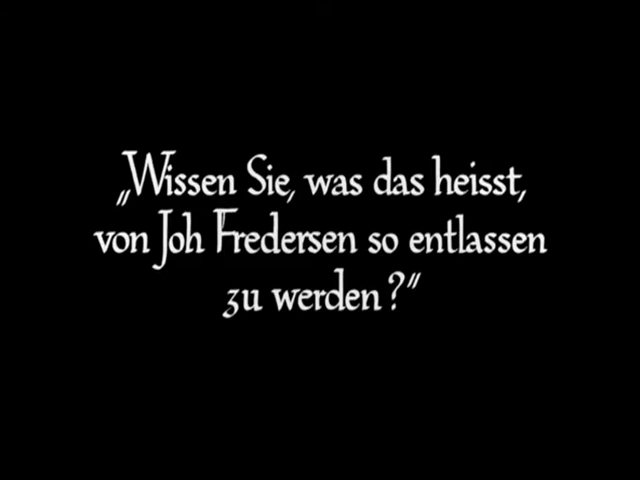 „Wissen Sie, was das heisst,
von Joh Fredersen so entlassen
zu werden?“